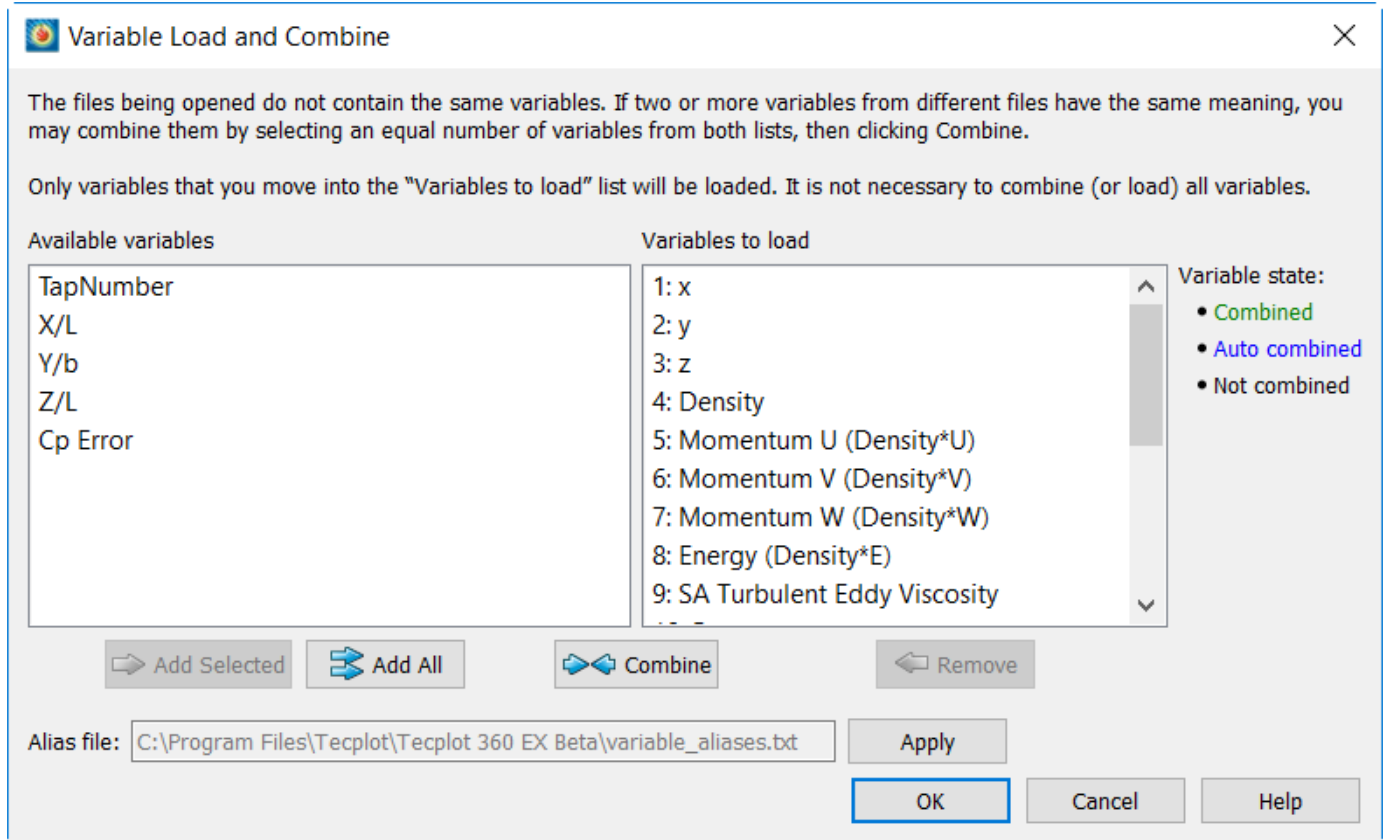 Variable Load and Combine
The files being opened do not contain the same variables. If two or more variables from different files have the same meaning, you
may combine them by selecting an equal number of variables from both lists, then clicking Combine.
Only variables that you move into the “Variables to load” list will be loaded. It is not necessary to combine (or load) all variables.
Available variables
TapNumber
X/L
Y/b
Z/L
Cp Error
Variables to load
1: x
2: y
3: z
4: Density
5: Momentum U (Density*U)
6: Momentum V (Density*V)
7: Momentum W (Density*W)
8: Energy (Density*E)
9: SA Turbulent Eddy Viscosity
Variable state:
• Combined
• Auto combined
• Not combined
Add Selected
Add All
Combine
Remove
Alias file: C:\Program Files\Tecplot\Tecplot 360 EX Beta\variable_aliases.txt Apply
OK Cancel Help